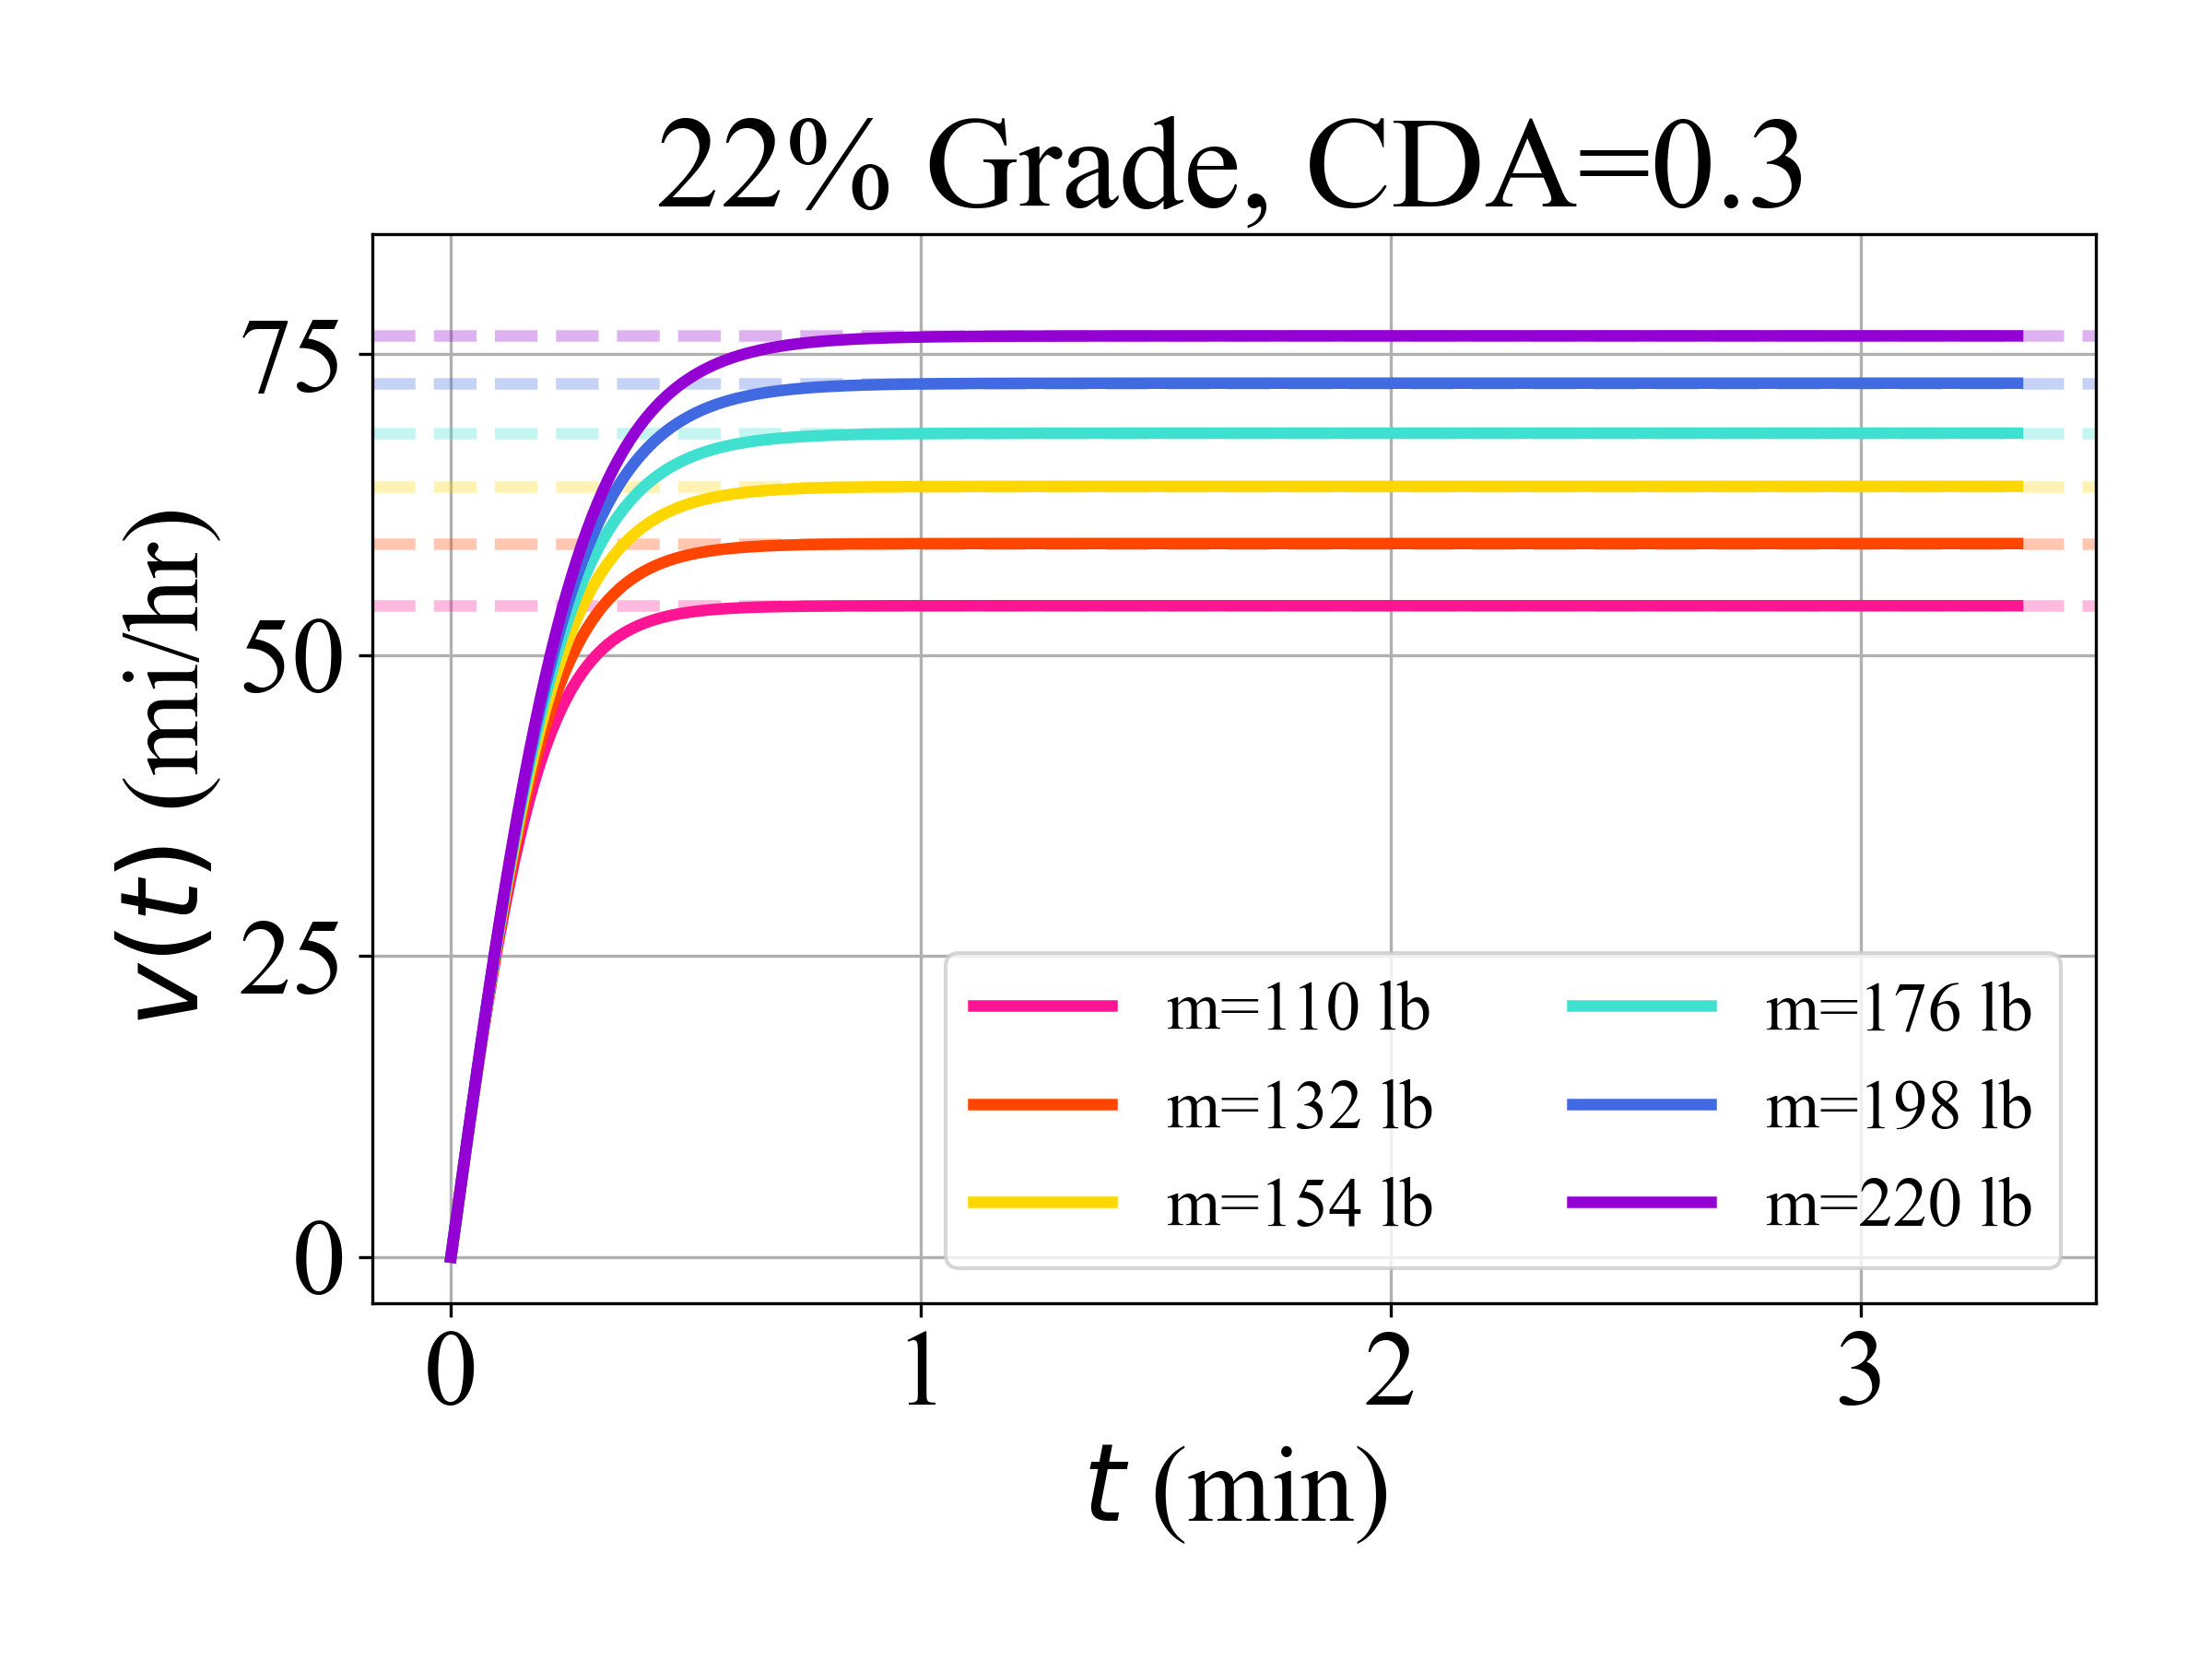 22% Grade, CDA=0.3
v(t) (mi/hr)
75
50
25
0
m=110 lb
m=132 lb
m=154 lb
m=176 lb
m=198 lb
m=220 lb
0 1 2 3
t (min)